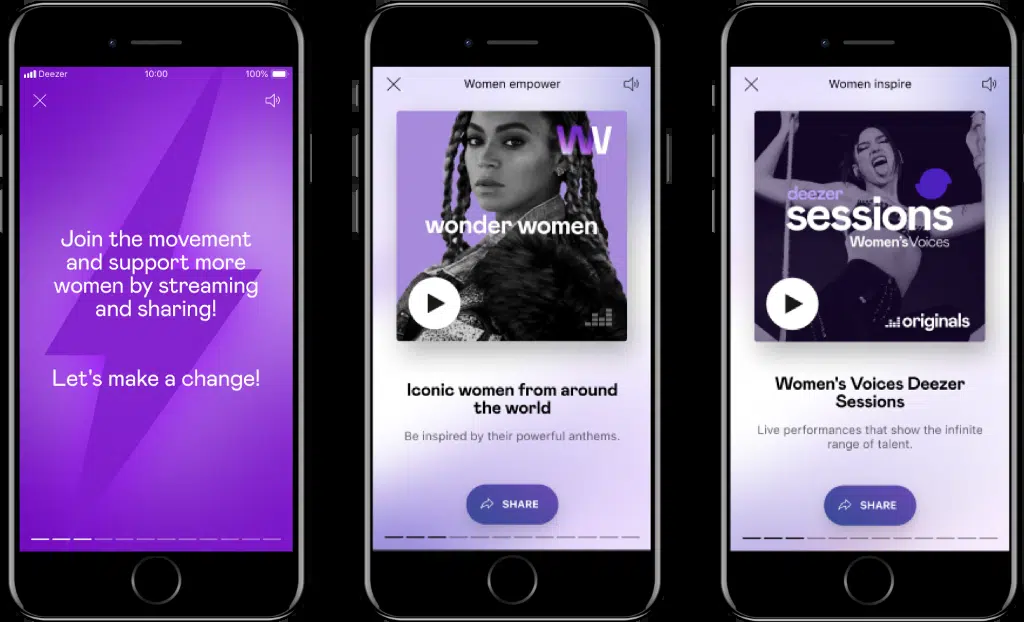 Deezer 10:00 100%
Join the movement
and support more
women by streaming
and sharing!
Let's make a change!
Women empower
W
wonder women
Iconic women from around
the world
Be inspired by their powerful anthems.
SHARE
Women inspire
deezer
sessions
Women'sVoices
originals
Women's Voices Deezer
Sessions
Live performances that show the infinite
range of talent.
SHARE